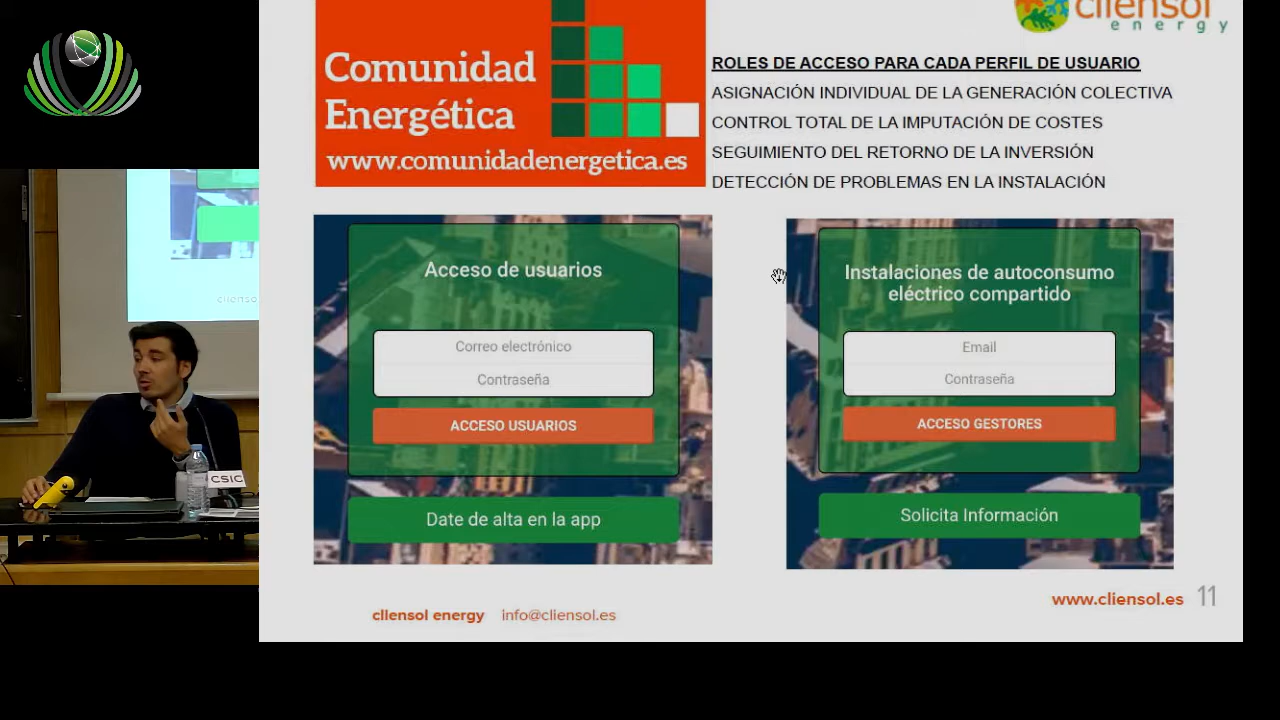 Comunidad
Energética
www.comunidadenergetica.es
cliensol
energy
ROLES DE ACCESO PARA CADA PERFIL DE USUARIO
ASIGNACIÓN INDIVIDUAL DE LA GENERACIÓN COLECTIVA
CONTROL TOTAL DE LA IMPUTACIÓN DE COSTES
SEGUIMIENTO DEL RETORNO DE LA INVERSIÓN
DETECCIÓN DE PROBLEMAS EN LA INSTALACIÓN
Acceso de usuarios
Correo electrónico
Contraseña
ACCESO USUARIOS
Date de alta en la app
Instalaciones de autoconsumo
eléctrico compartido
Email
Contraseña
ACCESO GESTORES
Solicita Información
cliensol energy info@cliensol.es
www.cliensol.es 11
CSIC